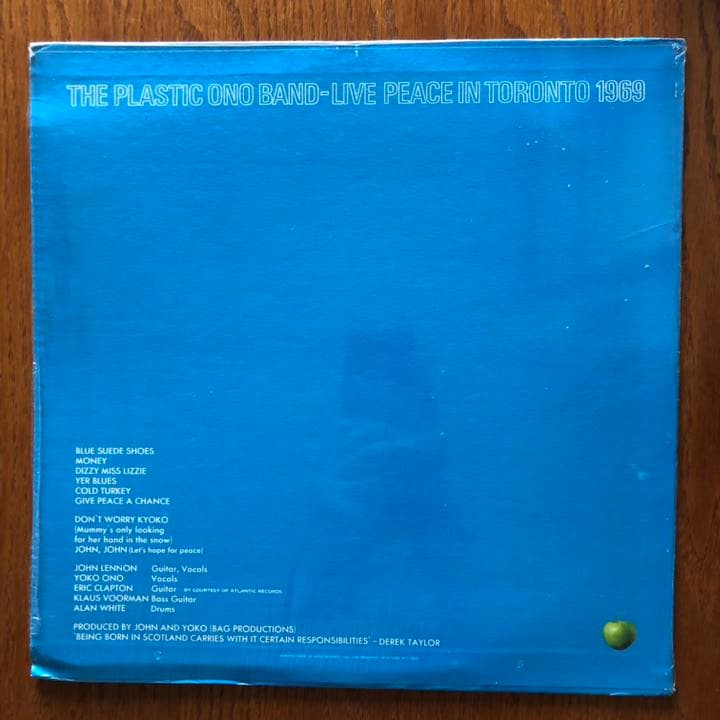 THE PLASTIC ONO BAND-LIVE PEACE IN TORONTO 1969
BLUE SUEDE SHOES
MONEY
DIZZY MISS LIZZIE
YER BLUES
COLD TURKEY
GIVE PEACE A CHANCE
DON'T WORRY KYOKO
(Mummy's only looking
for her hand in the snow)
JOHN, JOHN (Let's hope for peace)
JOHN LENNON Guitar, Vocals
YOKO ONO Vocals
ERIC CLAPTON Guitar BY COURTESY OF ATLANTIC RECORDS
KLAUS VOORMAN Bass Guitar
ALAN WHITE Drums
PRODUCED BY JOHN AND YOKO (BAG PRODUCTIONS)
'BEING BORN IN SCOTLAND CARRIES WITH IT CERTAIN RESPONSIBILITIES' - DEREK TAYLOR